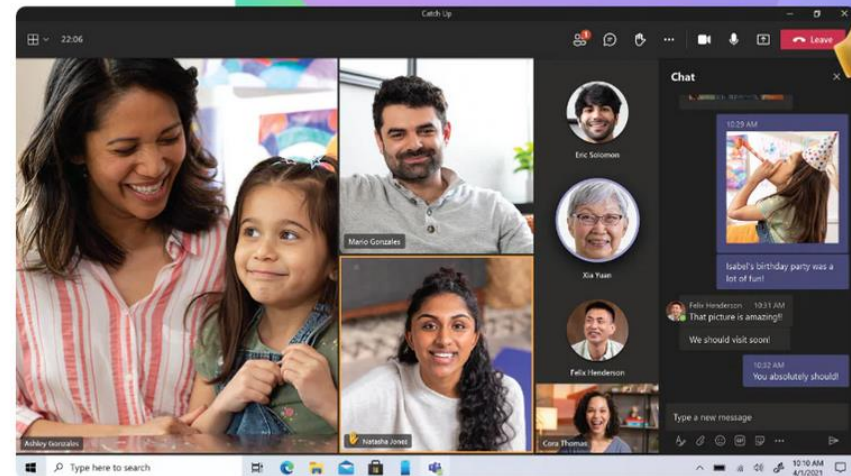 Catch Up
22:06
1
Leave
Ashley Gonzales
Mario Gonzales
Natasha Jones
Eric Solomon
Xia Yuan
Felix Henderson
Cora Thomas
Chat
10:29 AM
Isabel's birthday party was a
lot of fun!
Felix Henderson 10:31 AM
That picture is amazing!!
We should visit soon!
10:32 AM
You absolutely should!
Type a new message
GIF
Type here to search
10:10 AM
4/1/2021